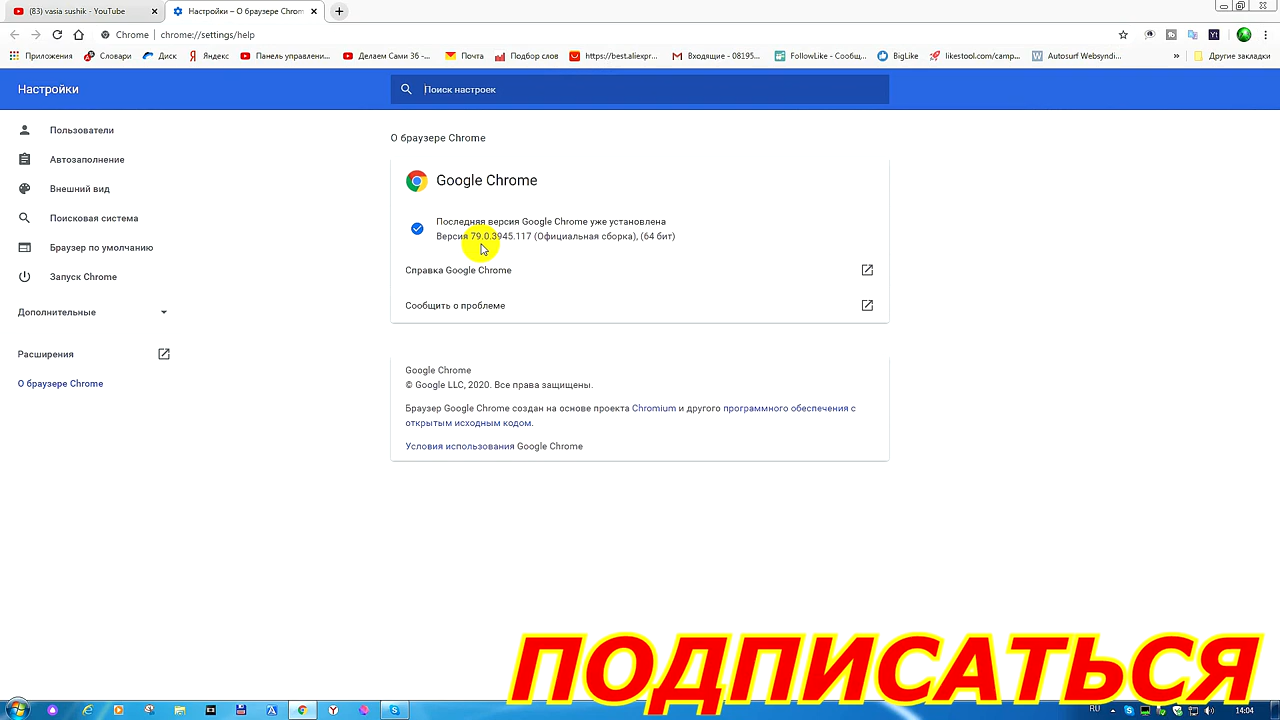 (83) vasia sushik - YouTube
Настройки – О браузере Chrom
Chrome | chrome://settings/help
Приложения
Словари
Диск
Яндекс
Панель управлени...
Делаем Сами 36 -...
Почта
Подбор слов
https://best.aliexpr...
Входящие - 08195...
FollowLike - Сообщ...
BigLike
likestool.com/camp...
Autosurf Websyndi...
»
Другие закладки
Настройки
Поиск настроек
Пользователи
Автозаполнение
Внешний вид
Поисковая система
Браузер по умолчанию
Запуск Chrome
Дополнительные
Расширения
О браузере Chrome
О браузере Chrome
Google Chrome
Последняя версия Google Chrome уже установлена
Версия 79.0.3945.117 (Официальная сборка), (64 бит)
Справка Google Chrome
Сообщить о проблеме
Google Chrome
© Google LLC, 2020. Все права защищены.
Браузер Google Chrome создан на основе проекта Chromium и другого программного обеспечения с
открытым исходным кодом.
Условия использования Google Chrome
ПОДПИСАТЬСЯ
RU
14:04